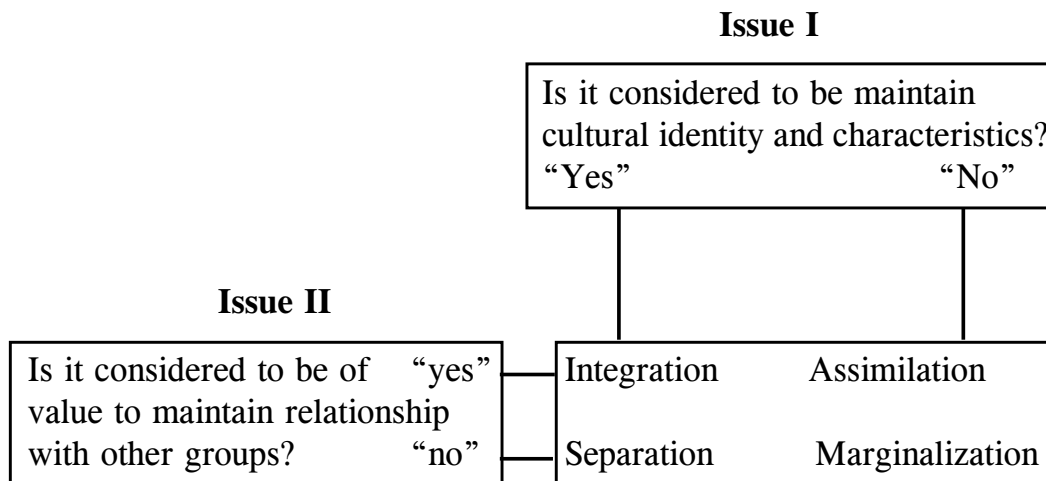 Issue I
Is it considered to be maintain
cultural identity and characteristics?
“Yes” “No”
Issue II
Is it considered to be of “yes”
value to maintain relationship
with other groups? “no”
Integration Assimilation
Separation Marginalization